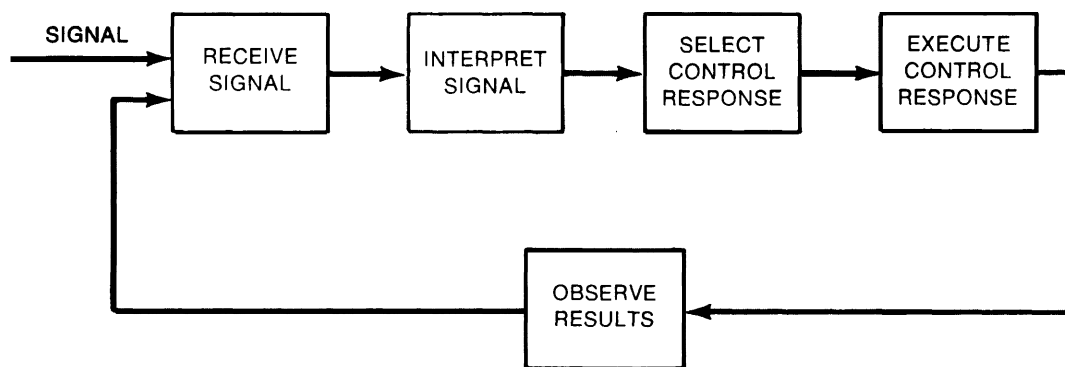 SIGNAL
RECEIVE
SIGNAL
INTERPRET
SIGNAL
SELECT
CONTROL
RESPONSE
EXECUTE
CONTROL
RESPONSE
OBSERVE
RESULTS